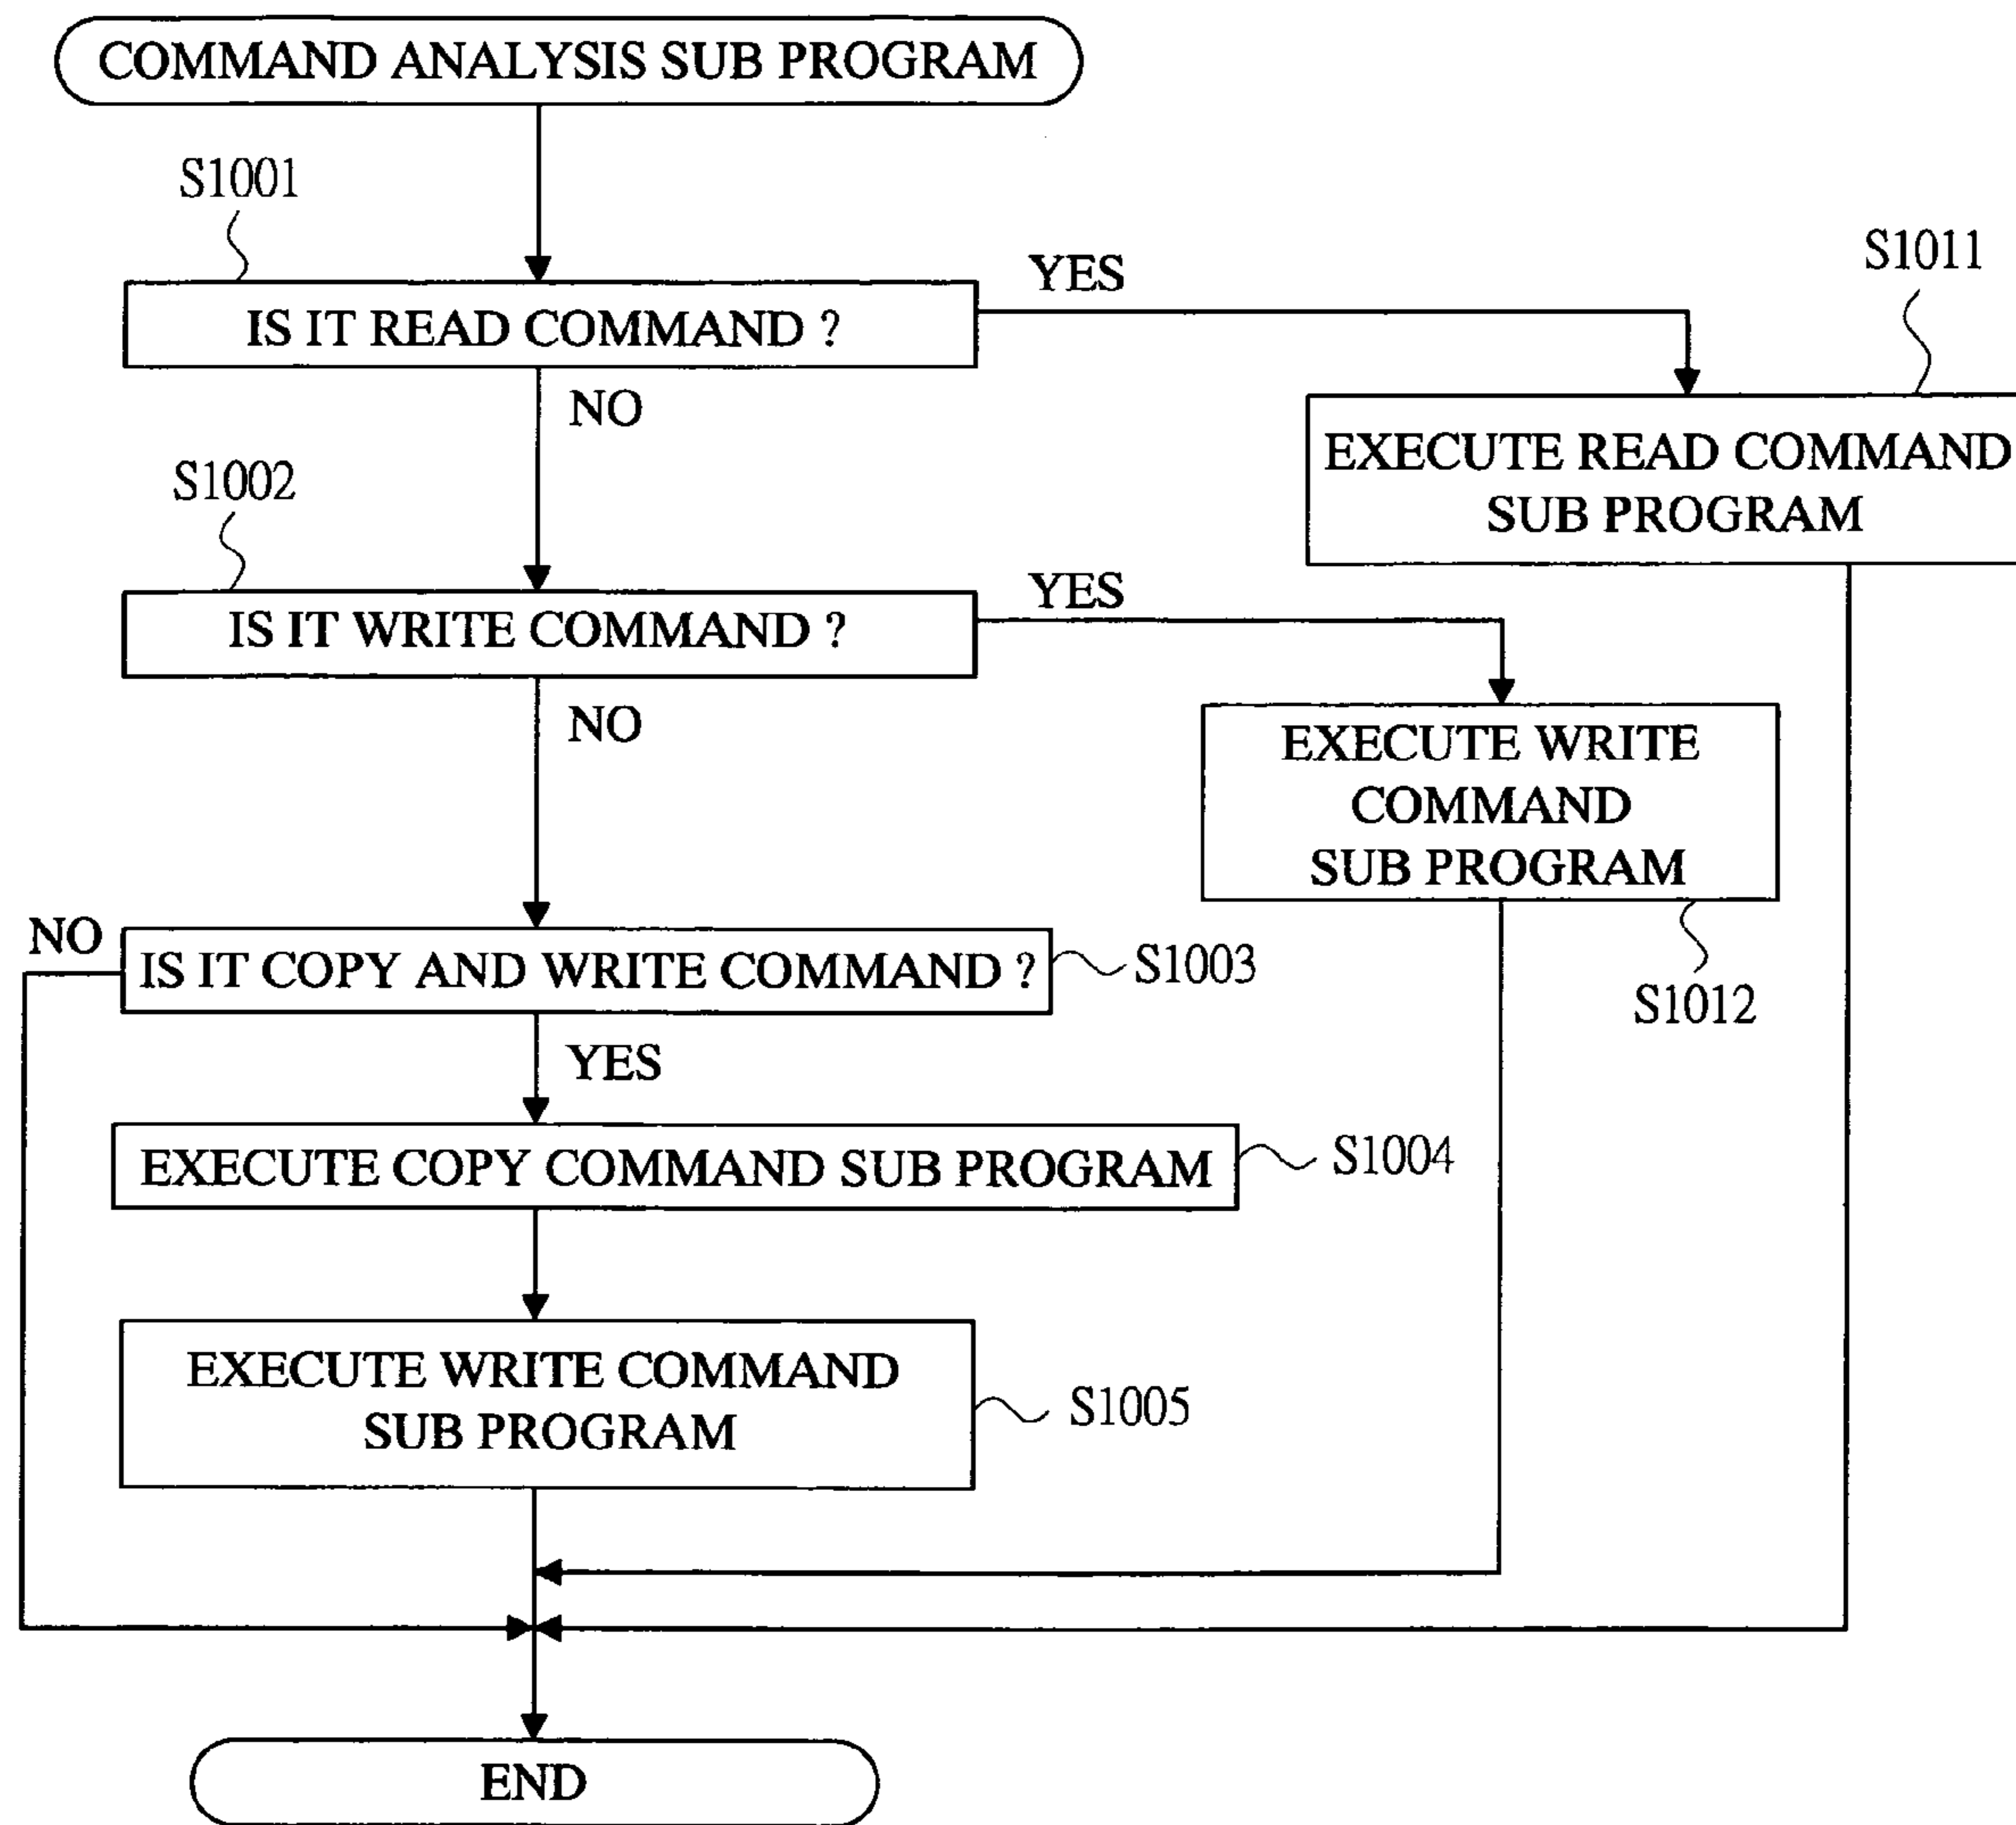 COMMAND ANALYSIS SUB PROGRAM
S1001
IS IT READ COMMAND ?
YES
S1011
NO
EXECUTE READ COMMAND
SUB PROGRAM
S1002
IS IT WRITE COMMAND ?
YES
NO
EXECUTE WRITE
COMMAND
SUB PROGRAM
S1012
NO
IS IT COPY AND WRITE COMMAND ?
S1003
YES
EXECUTE COPY COMMAND SUB PROGRAM
S1004
EXECUTE WRITE COMMAND
SUB PROGRAM
S1005
END